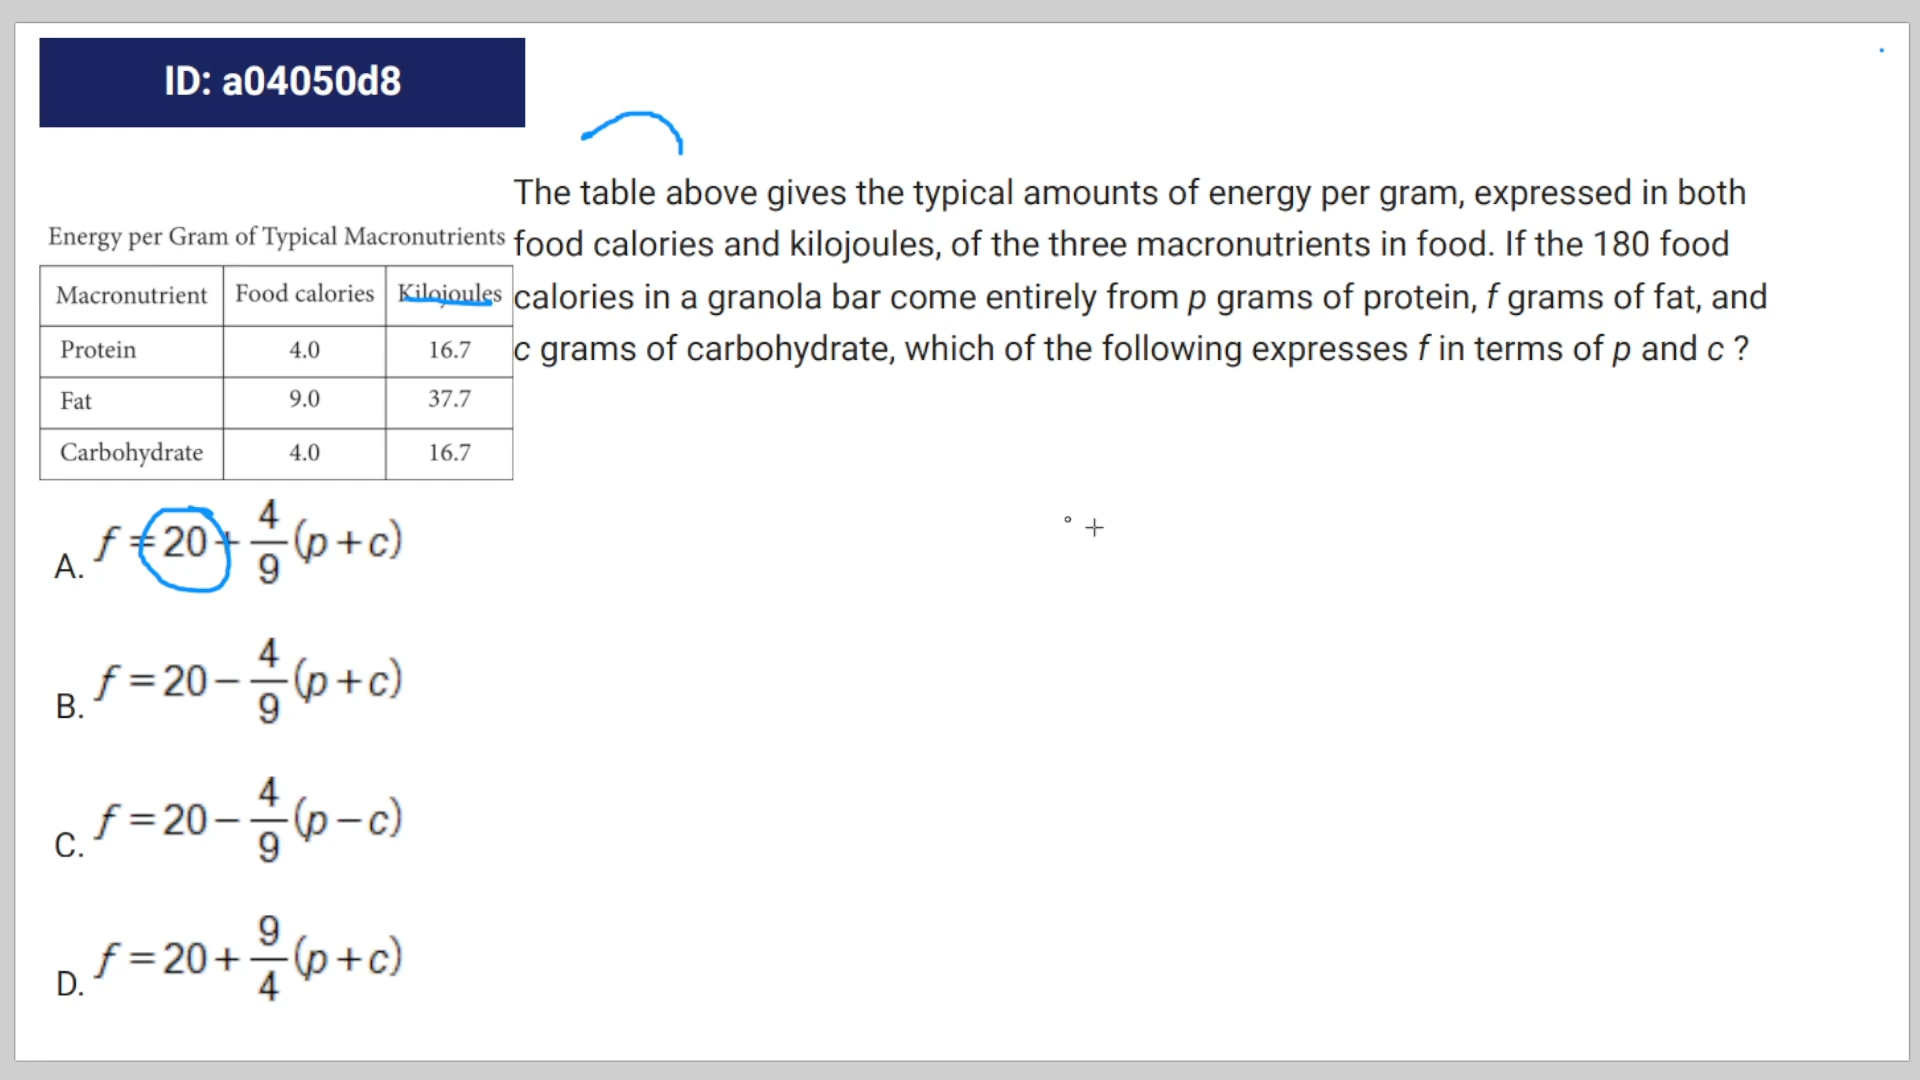 ID: a04050d8
The table above gives the typical amounts of energy per gram, expressed in both
food calories and kilojoules, of the three macronutrients in food. If the 180 food
calories in a granola bar come entirely from p grams of protein, f grams of fat, and
c grams of carbohydrate, which of the following expresses f in terms of p and c ?
Energy per Gram of Typical Macronutrients
Macronutrient Food calories Kilojoules
Protein 4.0 16.7
Fat 9.0 37.7
Carbohydrate 4.0 16.7
A. f = 20 + 4/9 (p + c)
B. f = 20 − 4/9 (p + c)
C. f = 20 − 4/9 (p − c)
D. f = 20 + 9/4 (p + c)